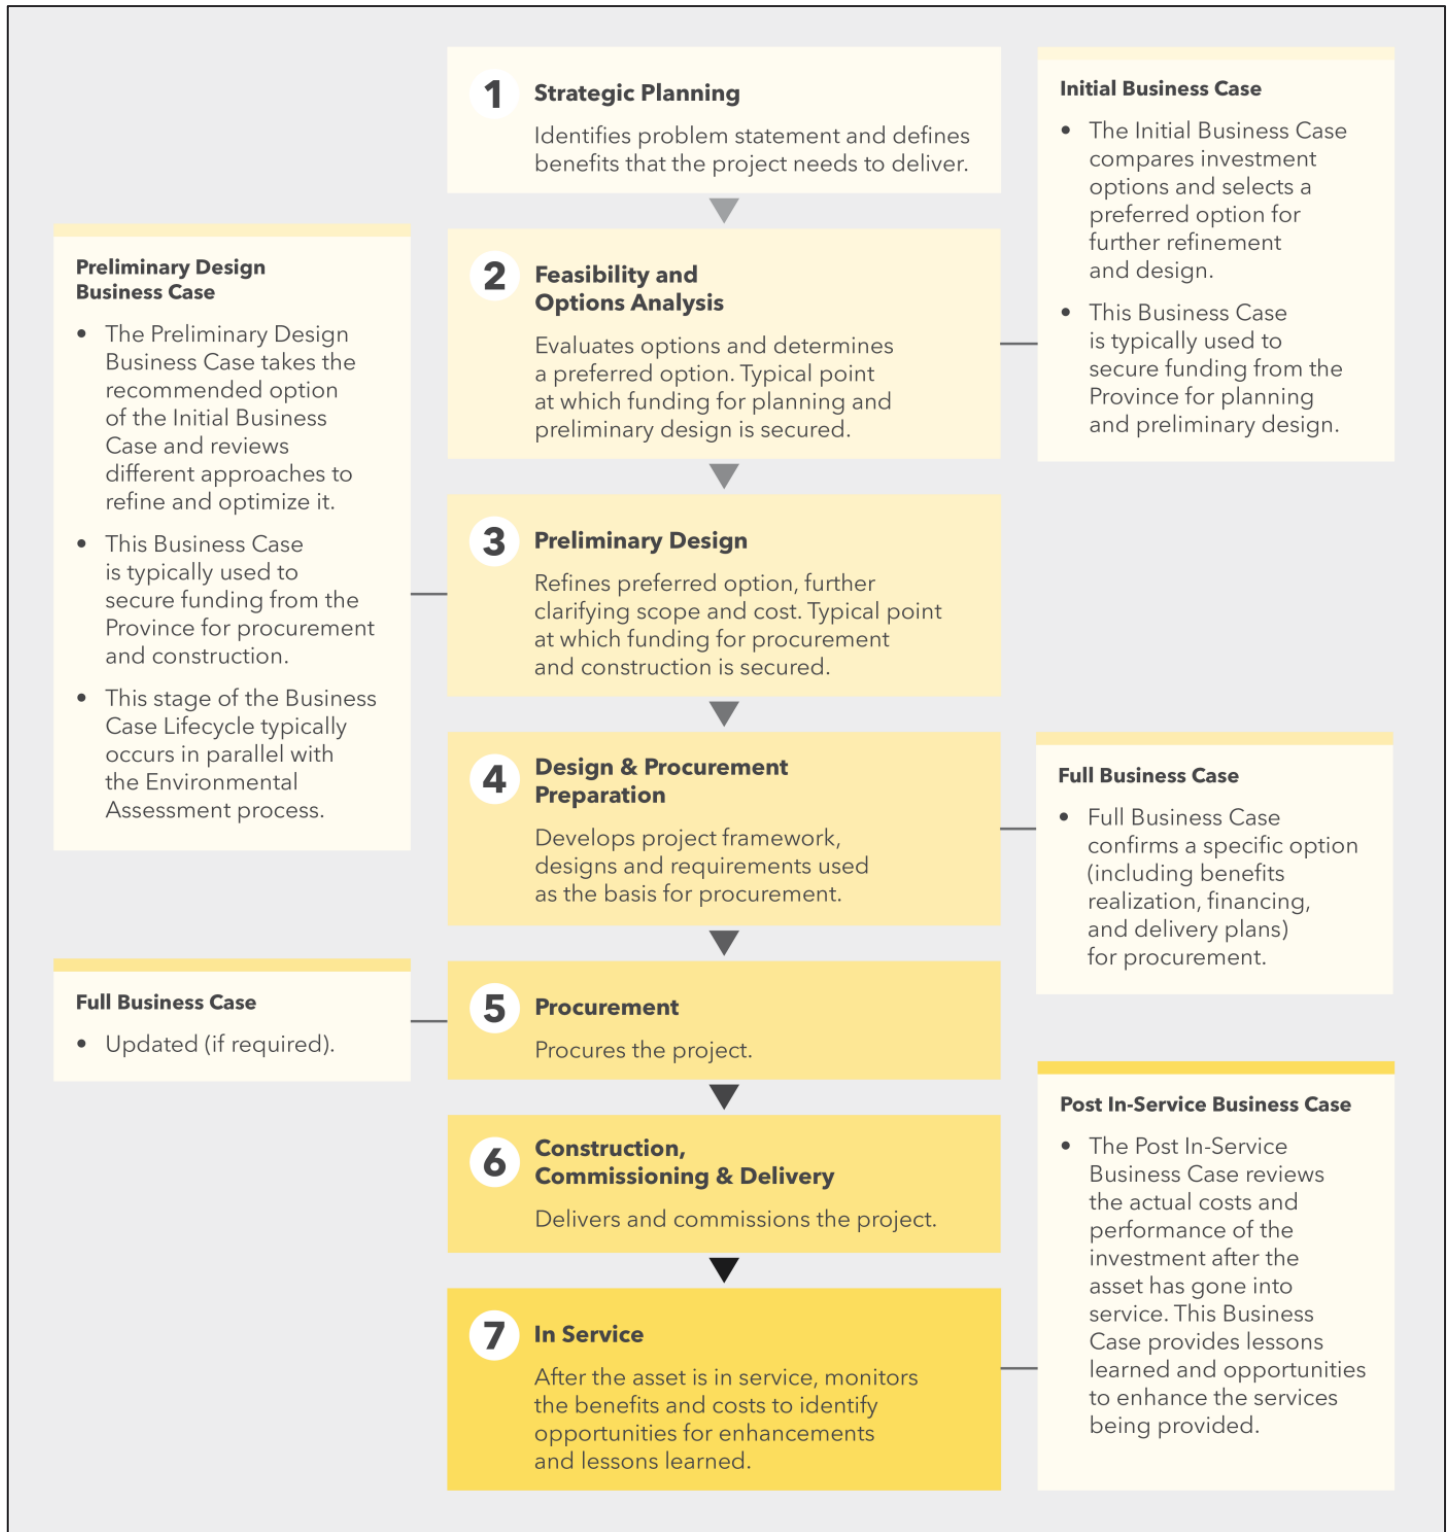 1
Strategic Planning
Identifies problem statement and defines
benefits that the project needs to deliver.
Initial Business Case
• The Initial Business Case
compares investment
options and selects a
preferred option for
further refinement
and design.
• This Business Case
is typically used to
secure funding from the
Province for planning
and preliminary design.
2
Feasibility and
Options Analysis
Evaluates options and determines
a preferred option. Typical point
at which funding for planning and
preliminary design is secured.
Preliminary Design
Business Case
• The Preliminary Design
Business Case takes the
recommended option
of the Initial Business
Case and reviews
different approaches to
refine and optimize it.
• This Business Case
is typically used to
secure funding from the
Province for procurement
and construction.
• This stage of the Business
Case Lifecycle typically
occurs in parallel with
the Environmental
Assessment process.
3
Preliminary Design
Refines preferred option, further
clarifying scope and cost. Typical point
at which funding for procurement
and construction is secured.
4
Design & Procurement
Preparation
Develops project framework,
designs and requirements used
as the basis for procurement.
Full Business Case
• Full Business Case
confirms a specific option
(including benefits
realization, financing,
and delivery plans)
for procurement.
Full Business Case
• Updated (if required).
5
Procurement
Procures the project.
6
Construction,
Commissioning & Delivery
Delivers and commissions the project.
Post In-Service Business Case
• The Post In-Service
Business Case reviews
the actual costs and
performance of the
investment after the
asset has gone into
service. This Business
Case provides lessons
learned and opportunities
to enhance the services
being provided.
7
In Service
After the asset is in service, monitors
the benefits and costs to identify
opportunities for enhancements
and lessons learned.